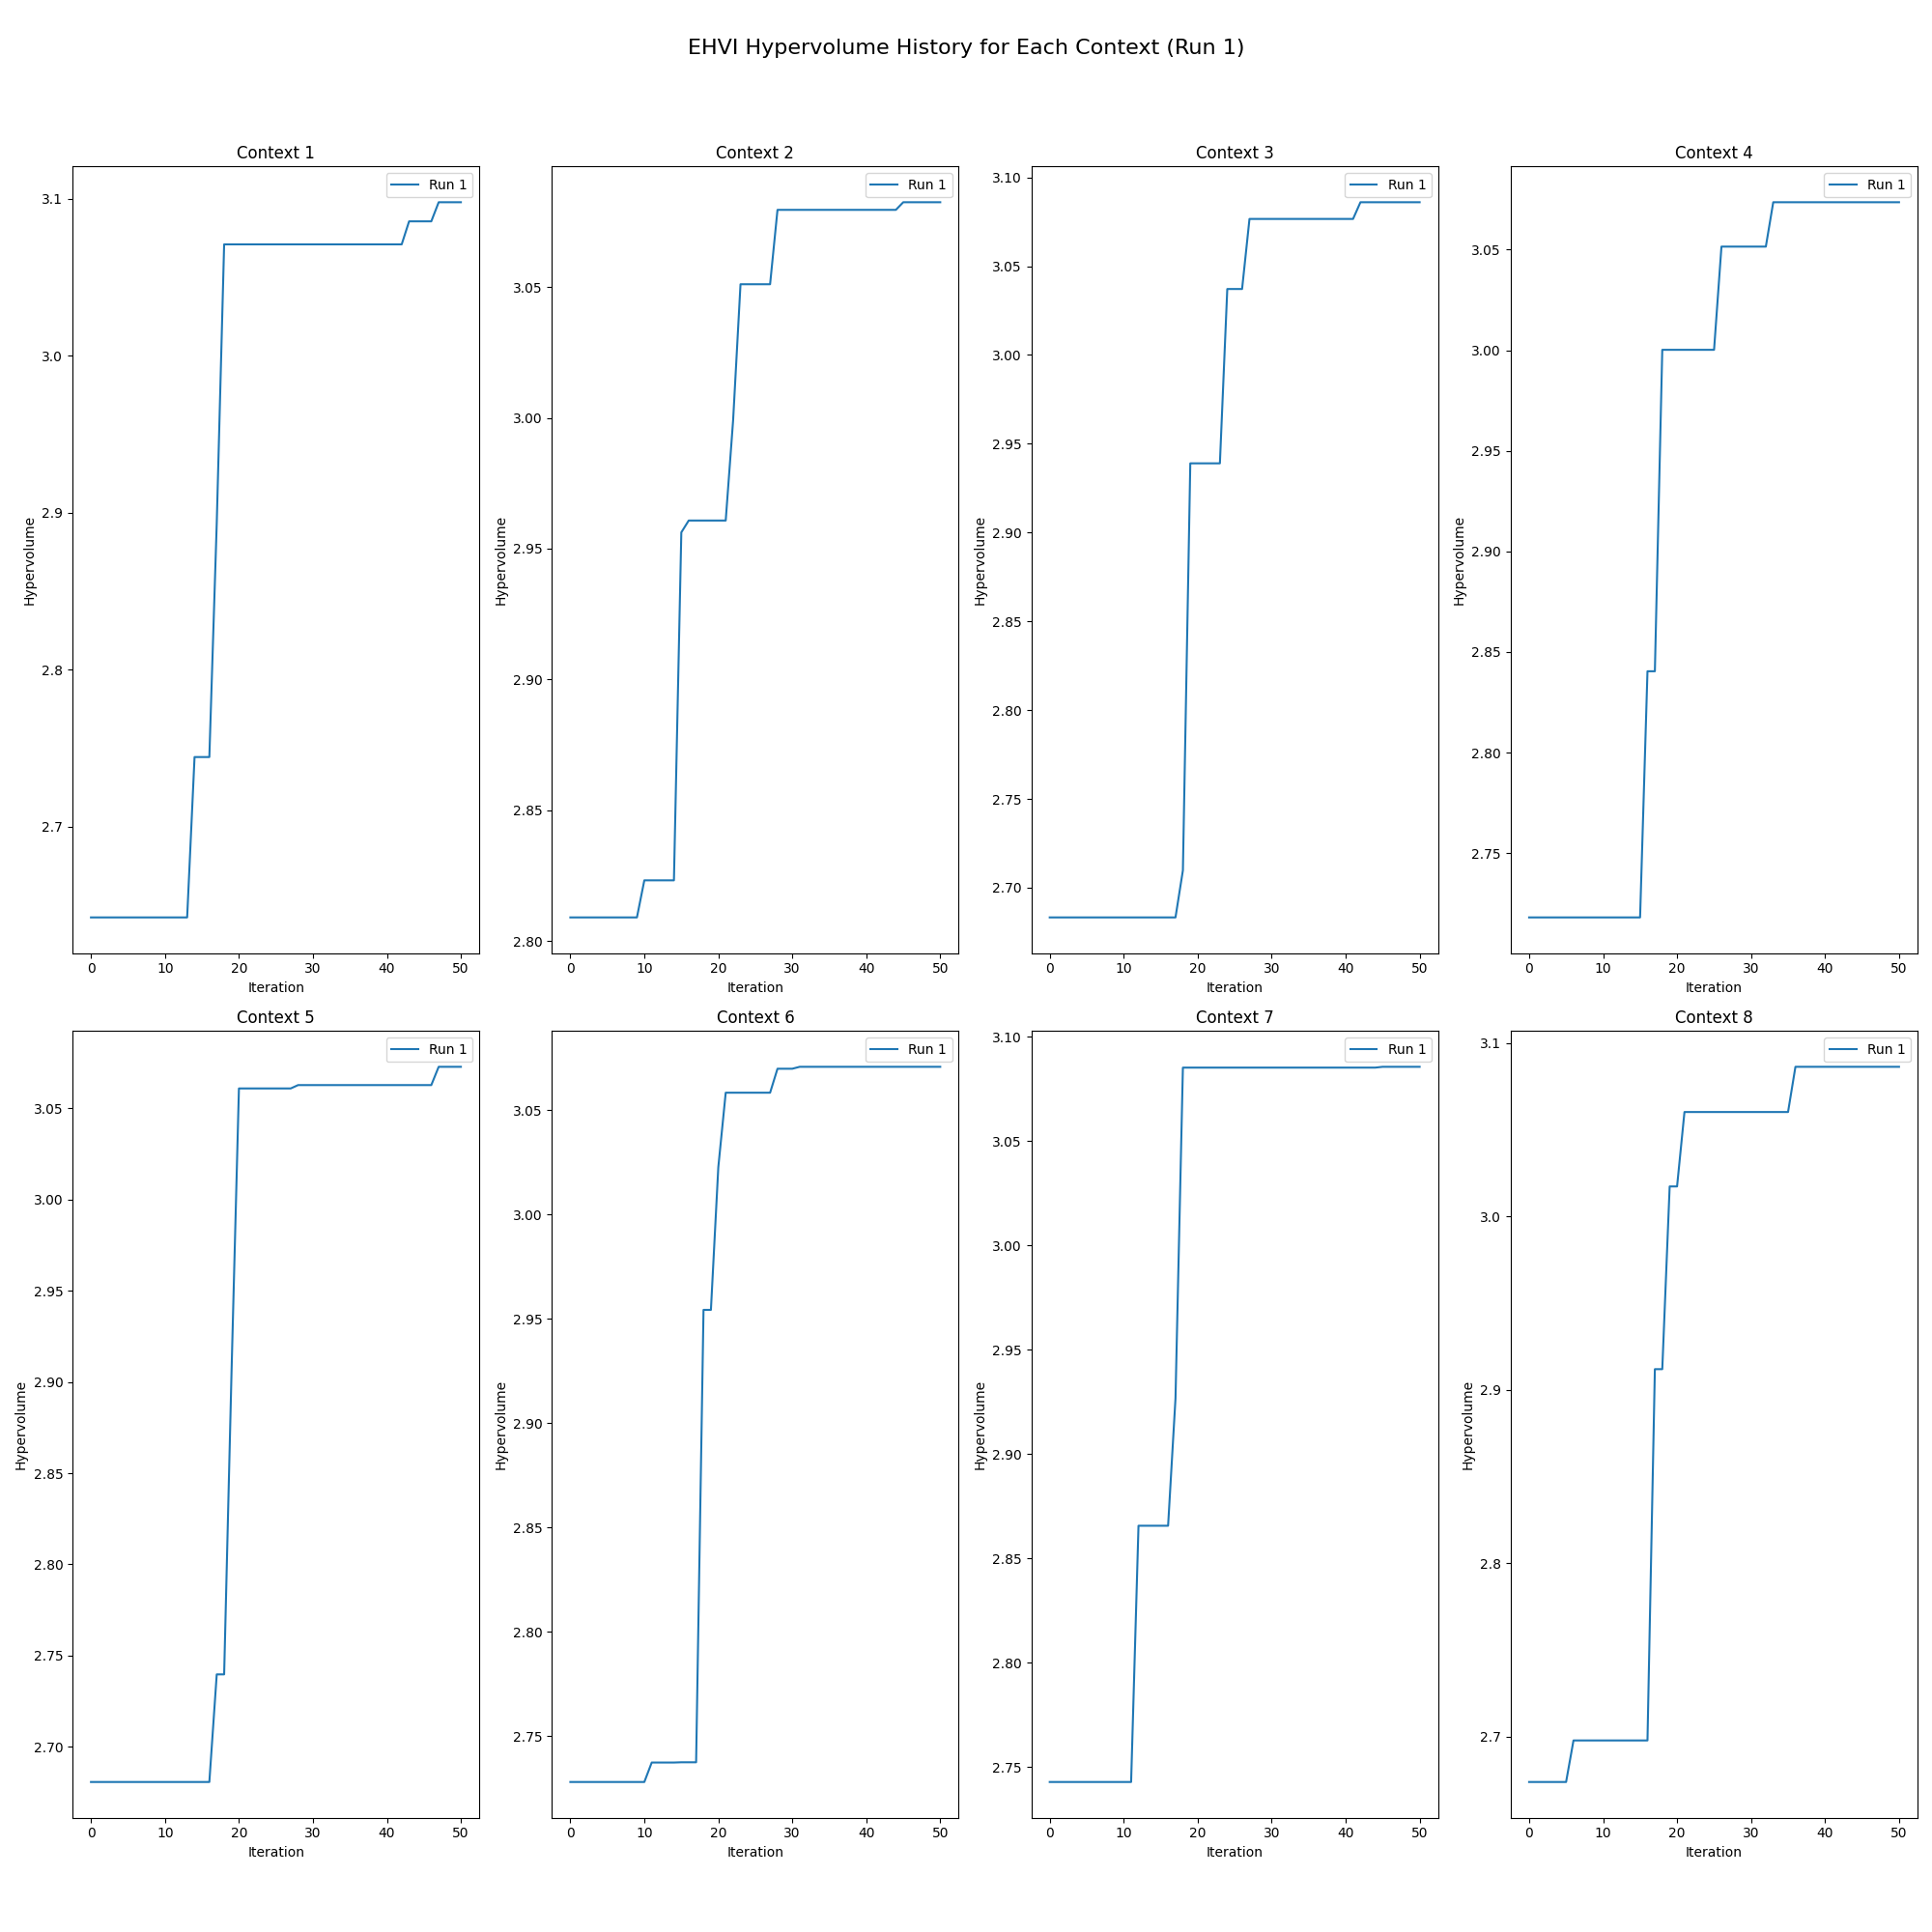 EHVI Hypervolume History for Each Context (Run 1)
Context 1
Run 1
3.1
3.0
2.9
2.8
2.7
Hypervolume
0 10 20 30 40 50
Iteration
Context 2
Run 1
3.05
3.00
2.95
2.90
2.85
2.80
Hypervolume
0 10 20 30 40 50
Iteration
Context 3
Run 1
3.10
3.05
3.00
2.95
2.90
2.85
2.80
2.75
2.70
Hypervolume
0 10 20 30 40 50
Iteration
Context 4
Run 1
3.05
3.00
2.95
2.90
2.85
2.80
2.75
Hypervolume
0 10 20 30 40 50
Iteration
Context 5
Run 1
3.05
3.00
2.95
2.90
2.85
2.80
2.75
2.70
Hypervolume
0 10 20 30 40 50
Iteration
Context 6
Run 1
3.05
3.00
2.95
2.90
2.85
2.80
2.75
Hypervolume
0 10 20 30 40 50
Iteration
Context 7
Run 1
3.10
3.05
3.00
2.95
2.90
2.85
2.80
2.75
Hypervolume
0 10 20 30 40 50
Iteration
Context 8
Run 1
3.1
3.0
2.9
2.8
2.7
Hypervolume
0 10 20 30 40 50
Iteration